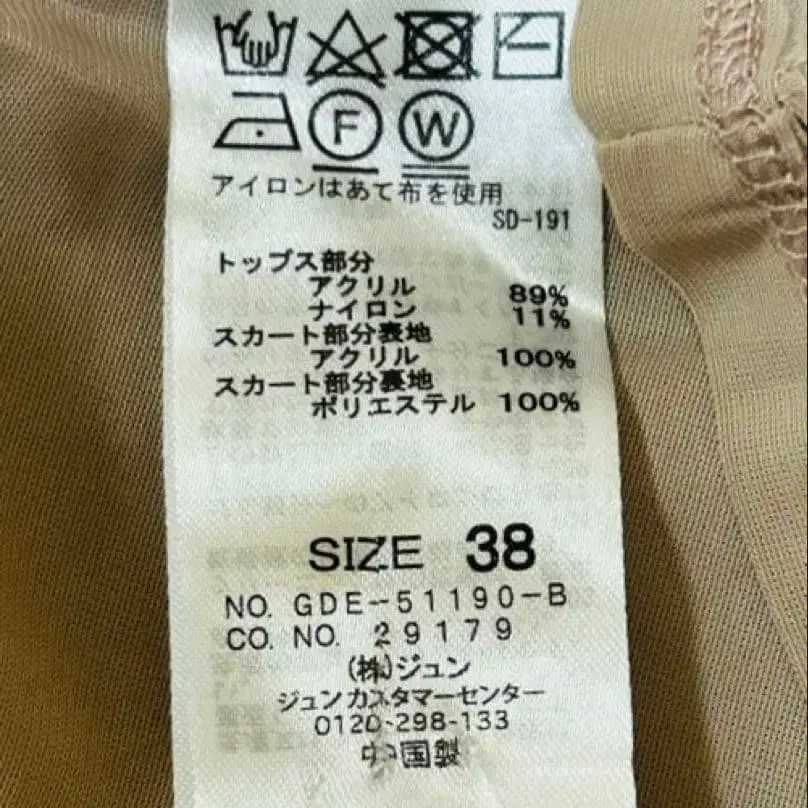 F W
アイロンはあて布を使用
SD-191
トップス部分
アクリル 89%
ナイロン 11%
スカート部分表地
アクリル 100%
スカート部分裏地
ポリエステル 100%
SIZE 38
NO. GDE-51190-B
CO. NO. 29179
(株)ジュン
ジュンカスタマーセンター
0120-298-133
中国製